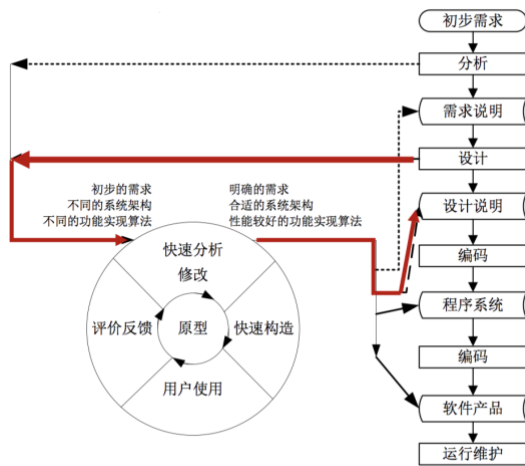 初步需求
分析
需求说明
设计
初步的需求
不同的系统架构
不同的功能实现算法
明确的需求
合适的系统架构
性能较好的功能实现算法
设计说明
快速分析
修改
编码
评价反馈
原型
快速构造
程序系统
用户使用
编码
软件产品
运行维护